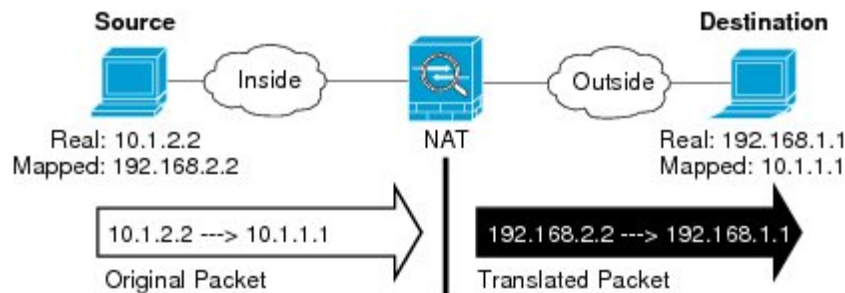 Source
Destination
Inside
Outside
Real: 10.1.2.2
Mapped: 192.168.2.2
NAT
Real: 192.168.1.1
Mapped: 10.1.1.1
10.1.2.2 ---> 10.1.1.1
192.168.2.2 ---> 192.168.1.1
Original Packet
Translated Packet